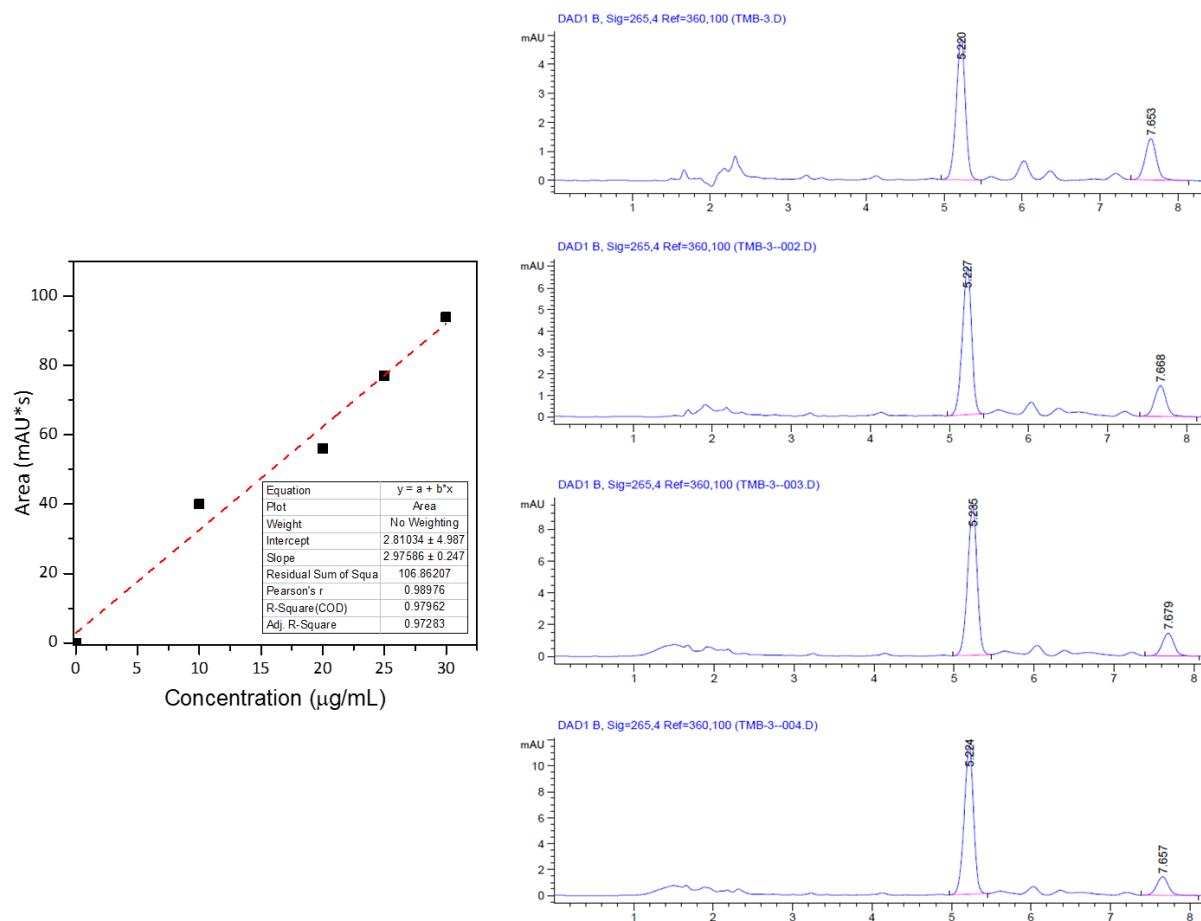 100
80
60
40
20
0
Area (mAU*s)
Equation y = a + b*x
Plot Area
Weight No Weighting
Intercept 2.81034 ± 4.987
Slope 2.97586 ± 0.247
Residual Sum of Squa 106.86207
Pearson's r 0.98976
R-Square(COD) 0.97962
Adj. R-Square 0.97283
0 5 10 15 20 25 30
Concentration (μg/mL)
DAD1 B, Sig=265,4 Ref=360,100 (TMB-3.D)
mAU
4
3
2
1
0
5.220
7.653
1 2 3 4 5 6 7 8
DAD1 B, Sig=265,4 Ref=360,100 (TMB-3--002.D)
mAU
6
5
4
3
2
1
0
5.227
7.668
1 2 3 4 5 6 7 8
DAD1 B, Sig=265,4 Ref=360,100 (TMB-3--003.D)
mAU
8
6
4
2
0
5.235
7.679
1 2 3 4 5 6 7 8
DAD1 B, Sig=265,4 Ref=360,100 (TMB-3--004.D)
mAU
10
8
6
4
2
0
5.224
7.657
1 2 3 4 5 6 7 8